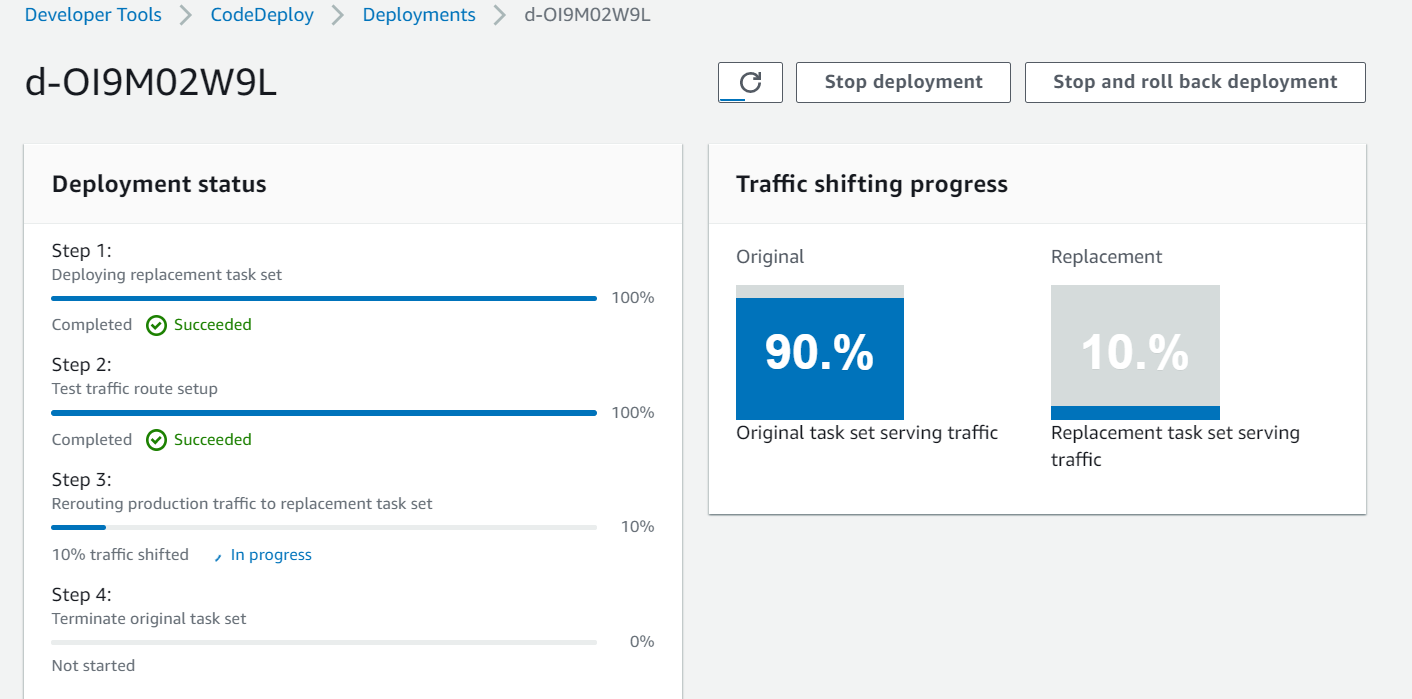 Developer Tools > CodeDeploy > Deployments > d-OI9M02W9L
d-OI9M02W9L
Stop deployment
Stop and roll back deployment
Deployment status
Step 1:
Deploying replacement task set
100%
Completed Succeeded
Step 2:
Test traffic route setup
100%
Completed Succeeded
Step 3:
Rerouting production traffic to replacement task set
10%
10% traffic shifted In progress
Step 4:
Terminate original task set
0%
Not started
Traffic shifting progress
Original
90.%
Original task set serving traffic
Replacement
10.%
Replacement task set serving
traffic